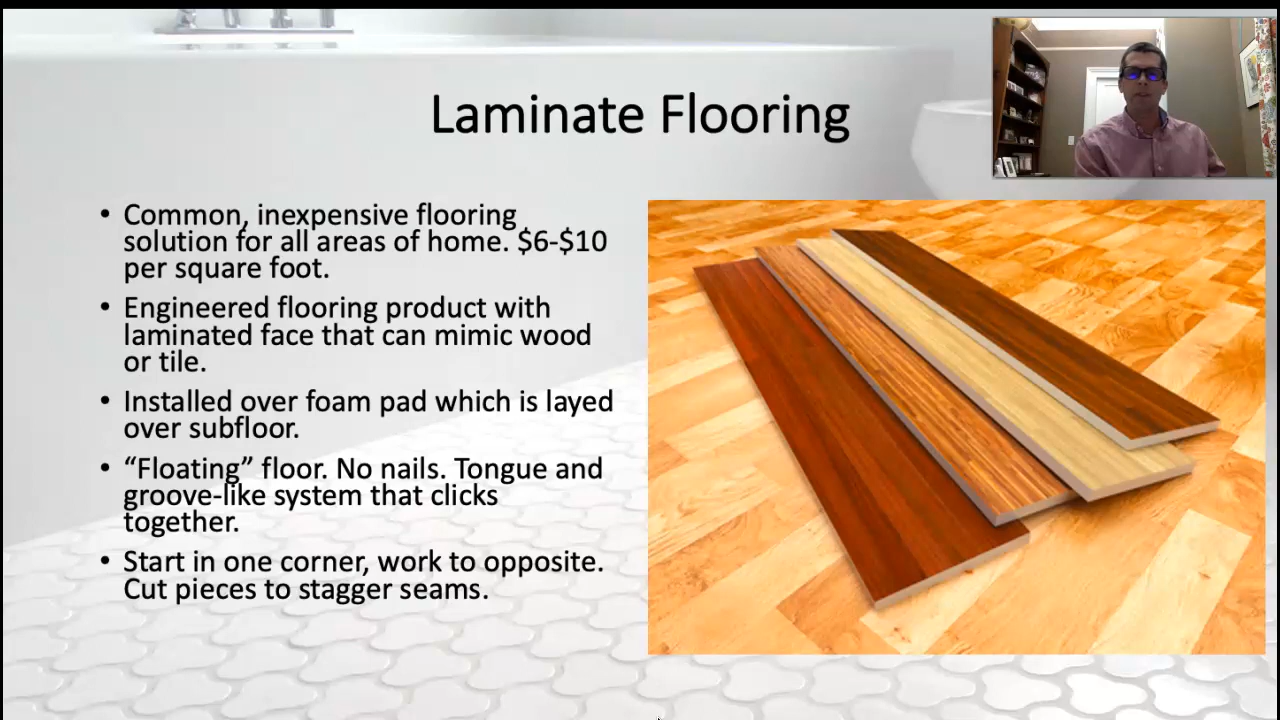 Laminate Flooring
• Common, inexpensive flooring
solution for all areas of home. $6-$10
per square foot.
• Engineered flooring product with
laminated face that can mimic wood
or tile.
• Installed over foam pad which is layed
over subfloor.
• “Floating” floor. No nails. Tongue and
groove-like system that clicks
together.
• Start in one corner, work to opposite.
Cut pieces to stagger seams.